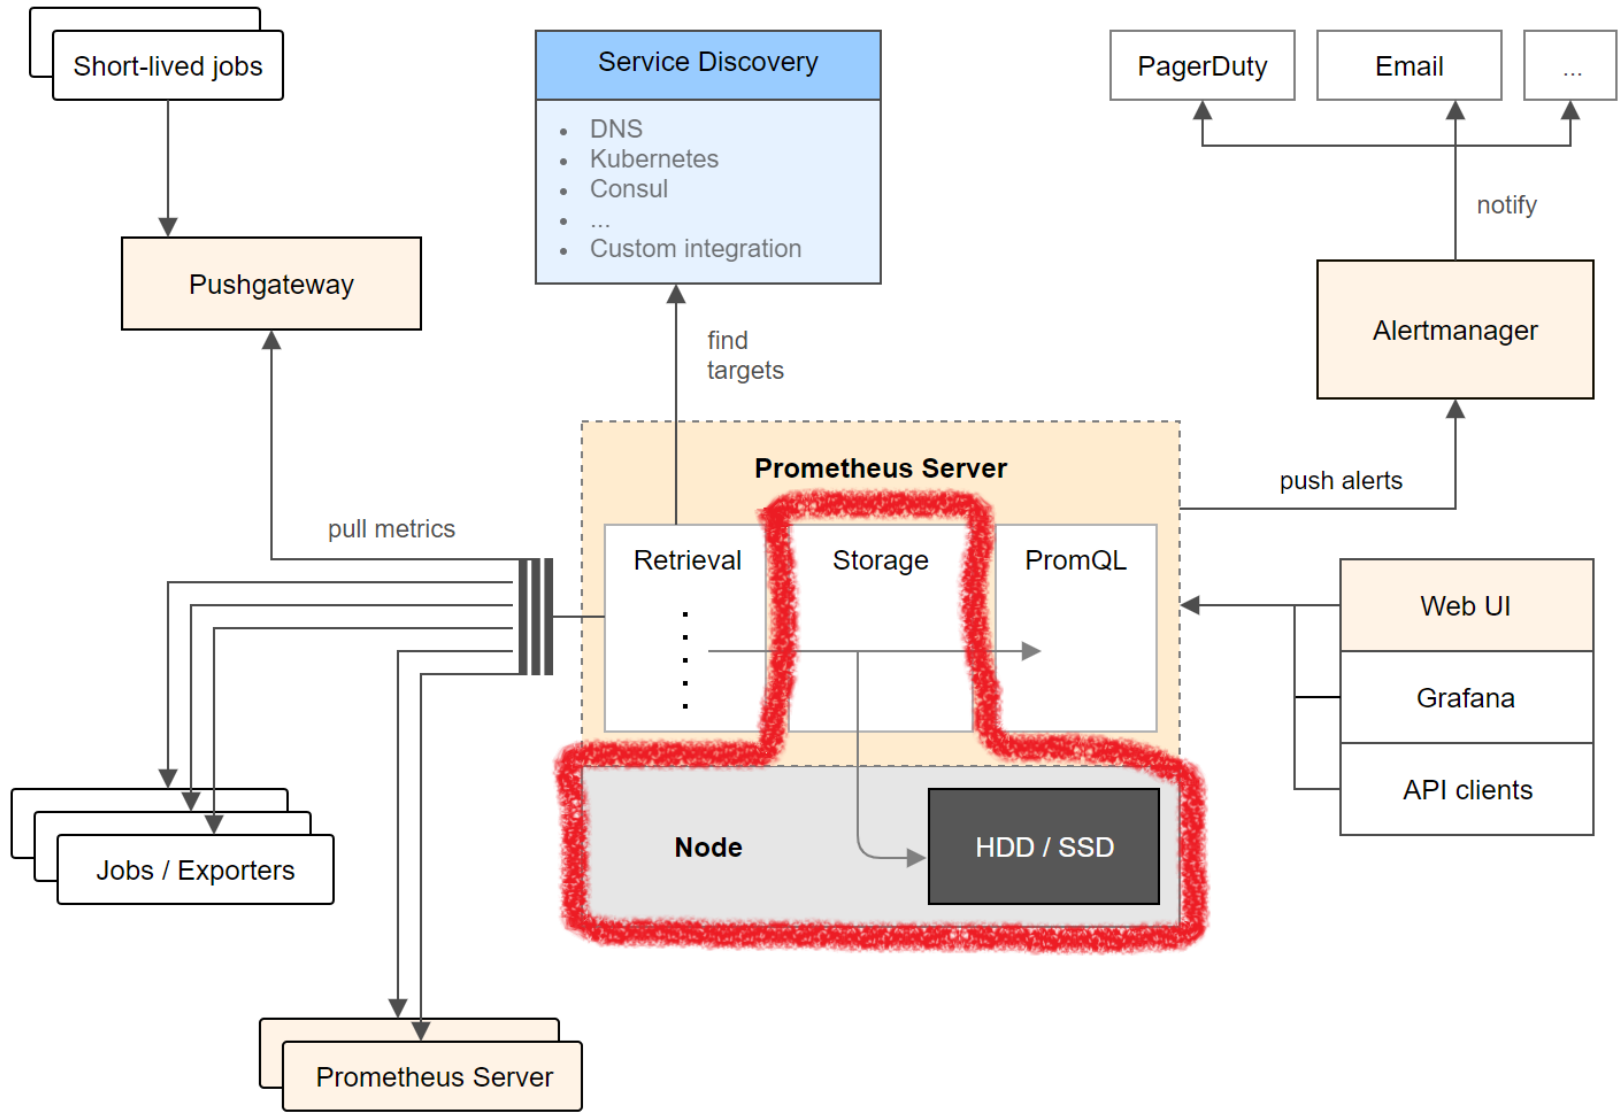 Short-lived jobs
Service Discovery
DNS
Kubernetes
Consul
...
Custom integration
PagerDuty
Email
...
notify
Pushgateway
Alertmanager
find
targets
Prometheus Server
push alerts
pull metrics
Retrieval
Storage
PromQL
Web UI
Grafana
API clients
Node
HDD / SSD
Jobs / Exporters
Prometheus Server